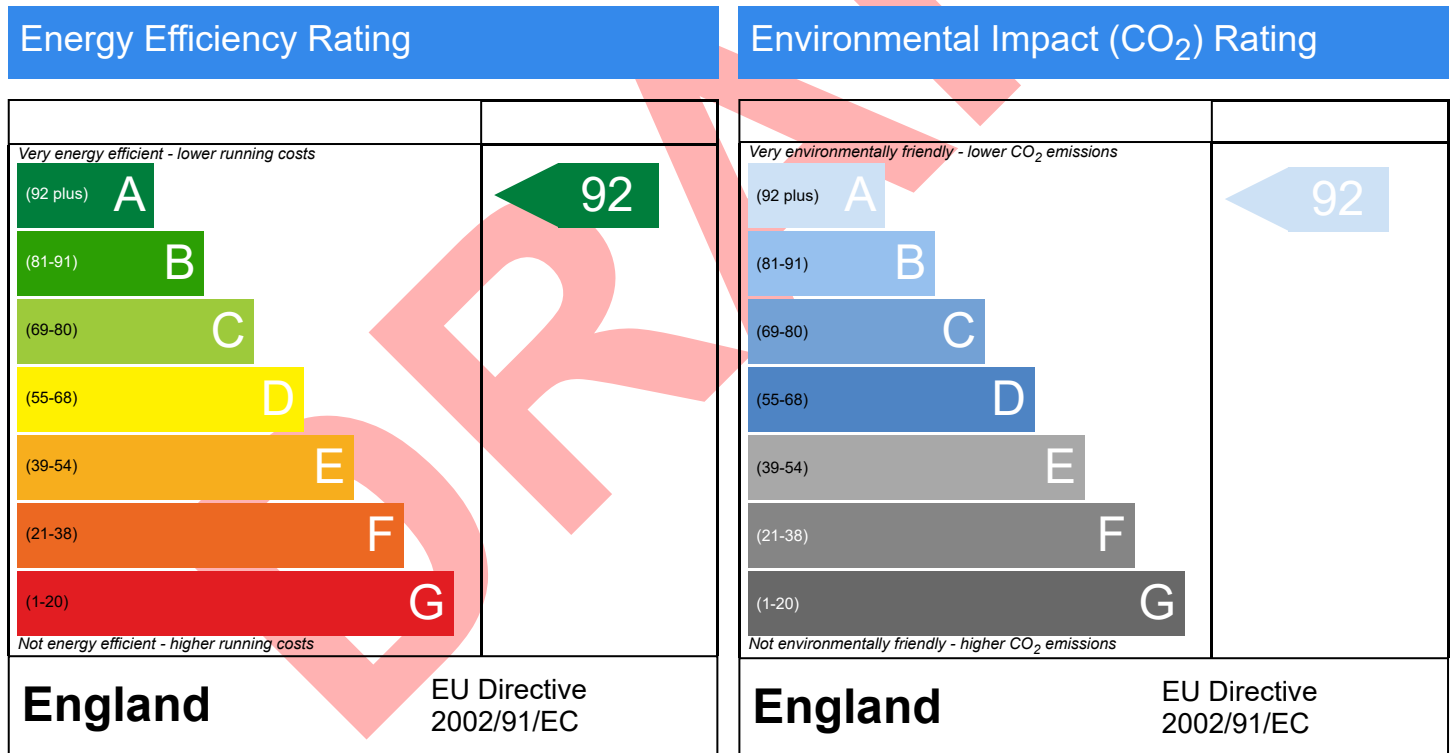 Energy Efficiency Rating
Very energy efficient - lower running costs
(92 plus) A
(81-91) B
(69-80) C
(55-68) D
(39-54) E
(21-38) F
(1-20) G
Not energy efficient - higher running costs
92
England
EU Directive
2002/91/EC
Environmental Impact (CO₂) Rating
Very environmentally friendly - lower CO₂ emissions
(92 plus) A
(81-91) B
(69-80) C
(55-68) D
(39-54) E
(21-38) F
(1-20) G
Not environmentally friendly - higher CO₂ emissions
92
England
EU Directive
2002/91/EC